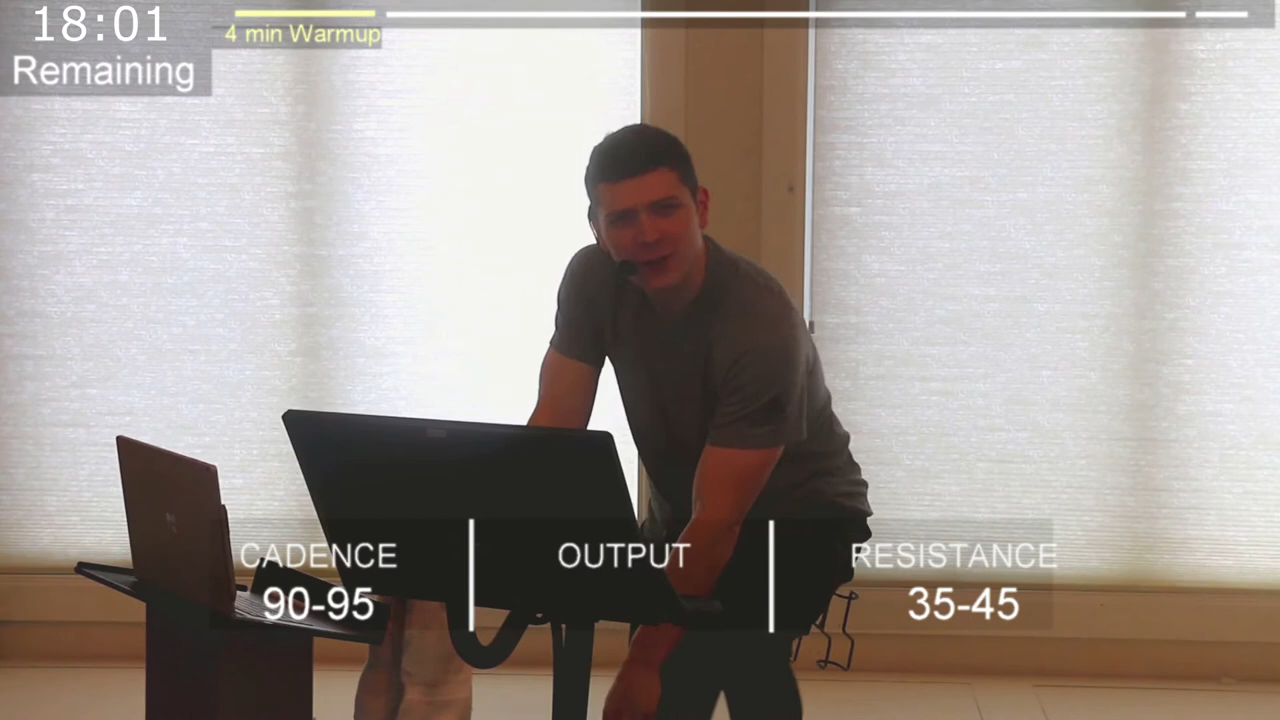 18:01
Remaining
4 min Warmup
CADENCE
90-95
OUTPUT
RESISTANCE
35-45